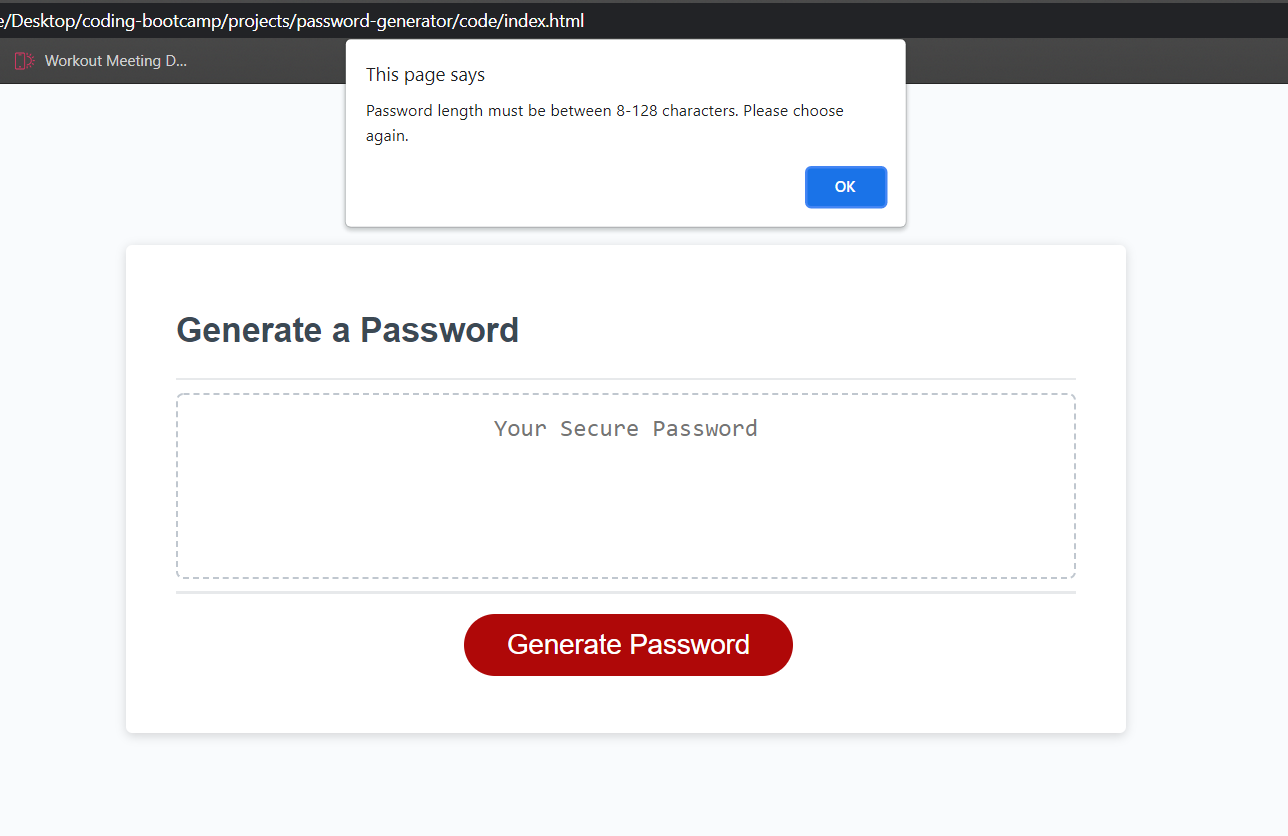 e/Desktop/coding-bootcamp/projects/password-generator/code/index.html
Workout Meeting D...
This page says
Password length must be between 8-128 characters. Please choose
again.
OK
Generate a Password
Your Secure Password
Generate Password